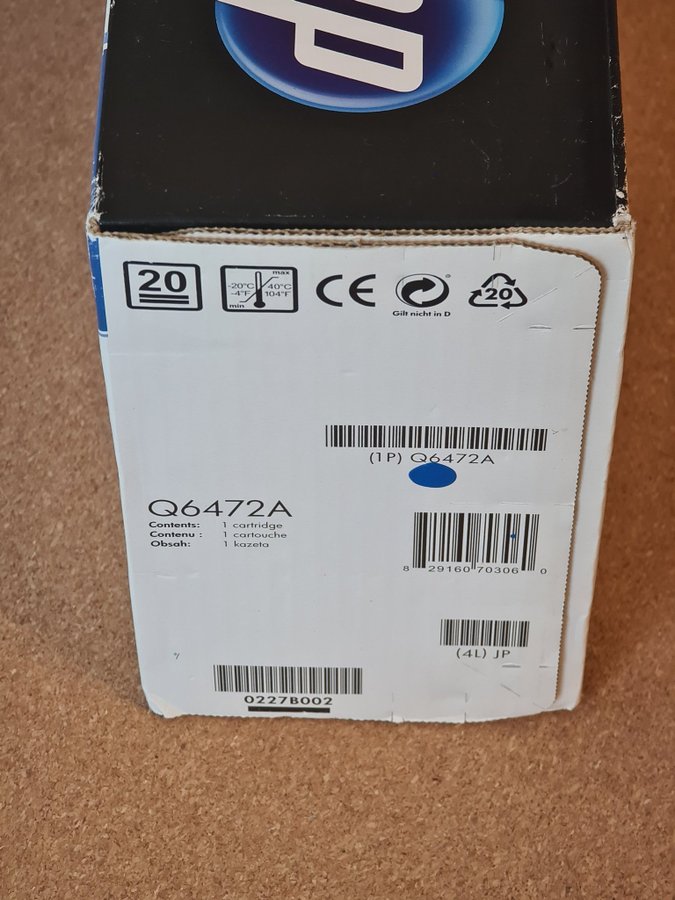 hp
20
max
-20°C 40°C
-4°F 104°F
min
CE
Gilt nicht in D
20
(1P) Q6472A
Q6472A
Contents: 1 cartridge
Contenu : 1 cartouche
Obsah: 1 kazeta
8 29160 70306 0
(4L) JP
0227B002